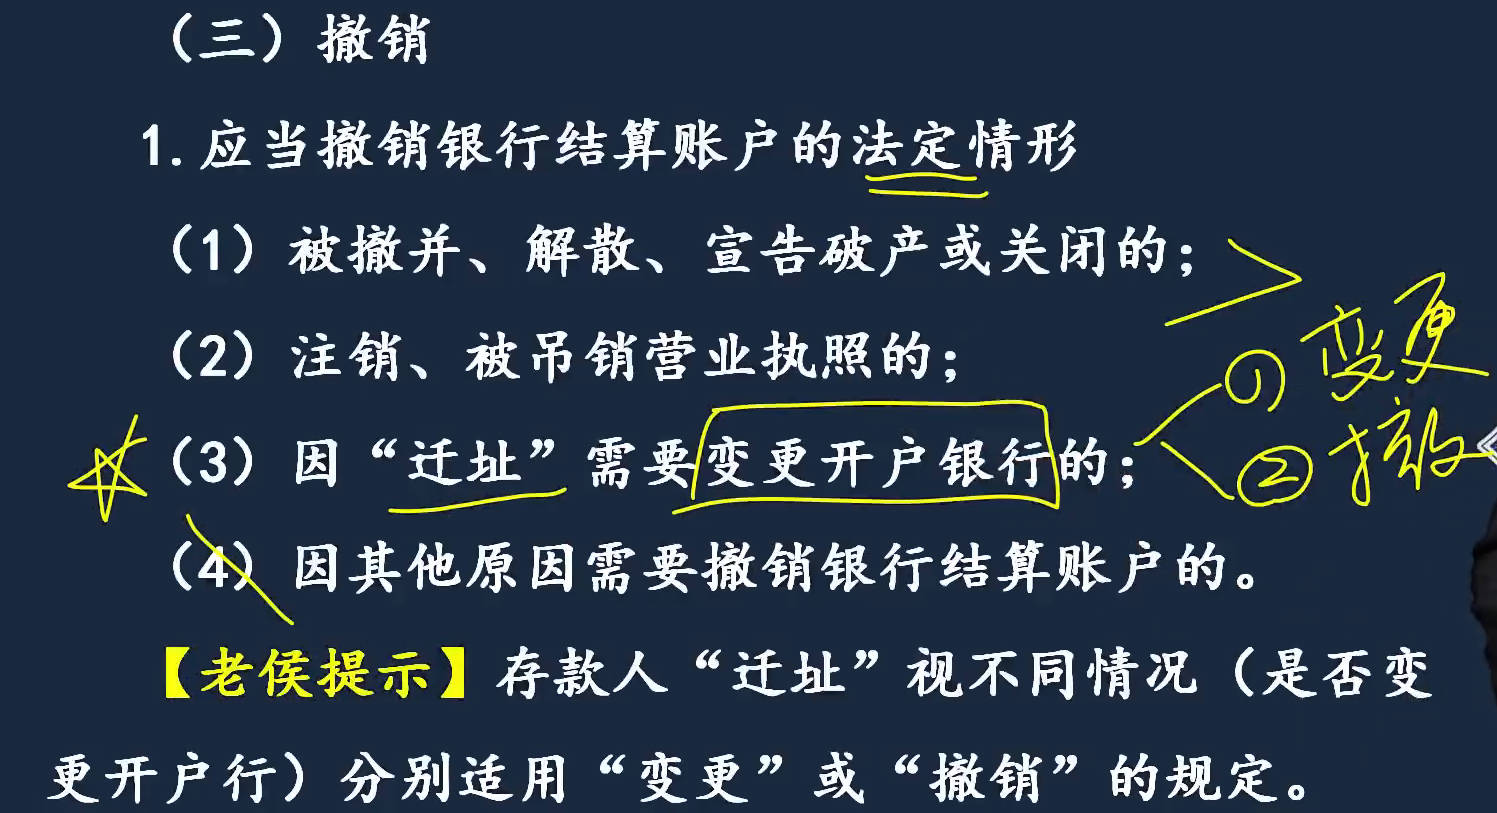 （三）撤销
1.应当撤销银行结算账户的法定情形
（1）被撤并、解散、宣告破产或关闭的；
（2）注销、被吊销营业执照的；
（3）因“迁址”需要变更开户银行的；
①变更
②撤
（4）因其他原因需要撤销银行结算账户的。
【老侯提示】存款人“迁址”视不同情况（是否变
更开户行）分别适用“变更”或“撤销”的规定。